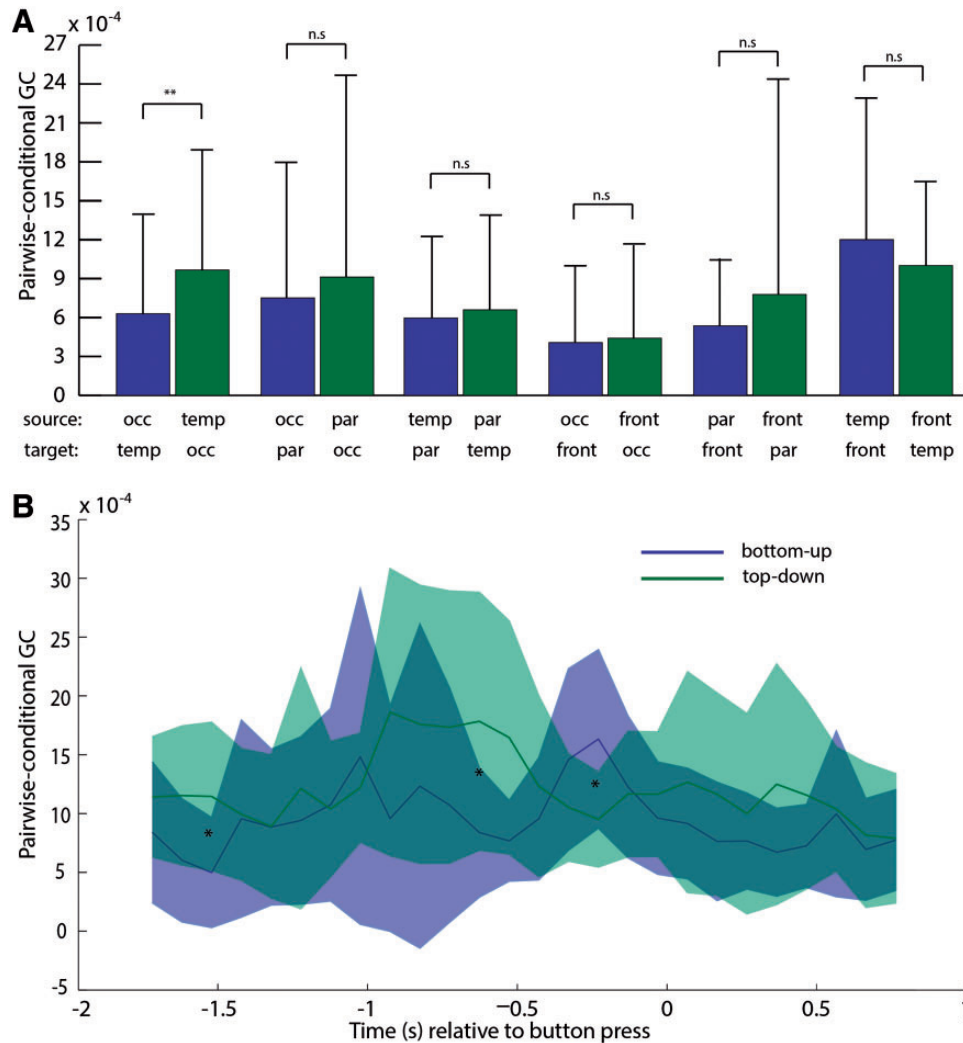 A
x 10⁻⁴
27
24
21
18
15
12
9
6
3
0
Pairwise-conditional GC
**
n.s
n.s
n.s
n.s
n.s
source: occ temp occ par temp par occ front par front temp front
target: temp occ par occ par temp front occ front par front temp
B
x 10⁻⁴
35
30
25
20
15
10
5
0
-5
Pairwise-conditional GC
bottom-up
top-down
*
*
*
-2 -1.5 -1 -0.5 0 0.5 1
Time (s) relative to button press